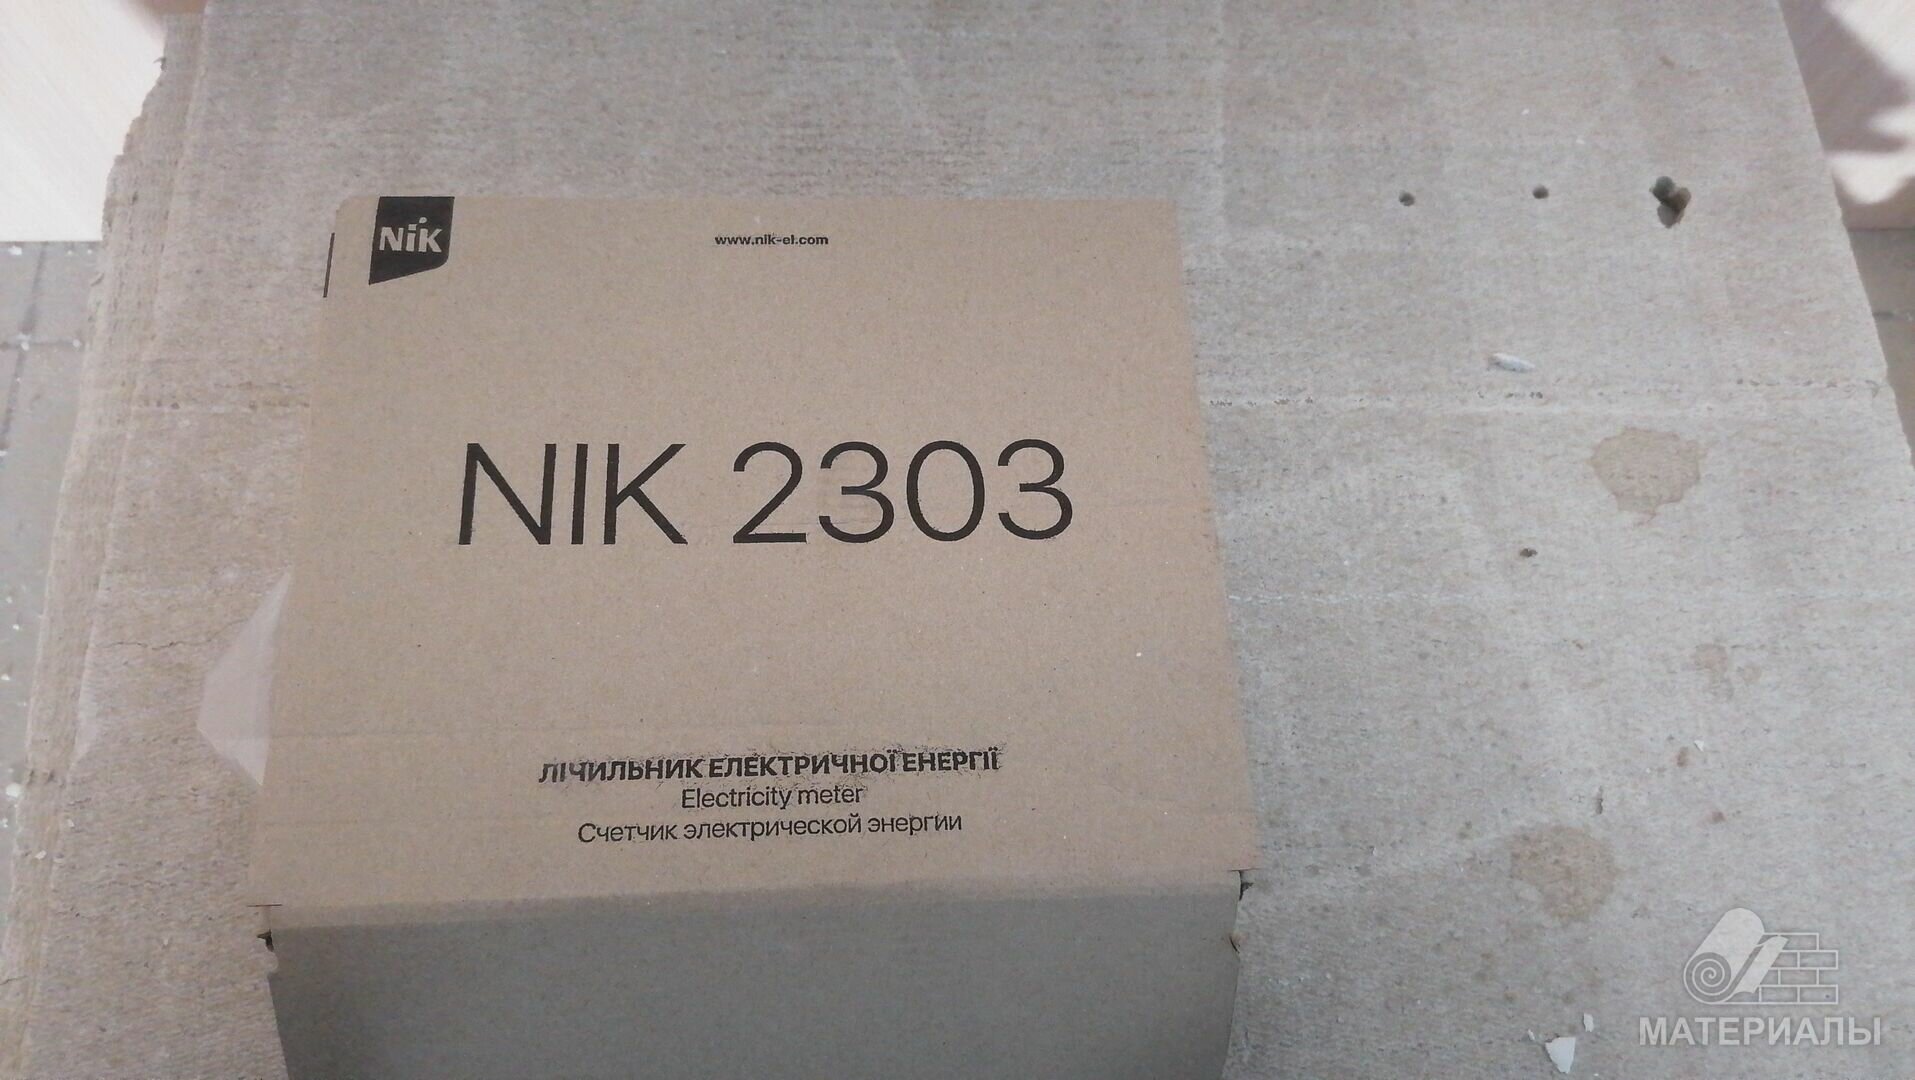 NiK
www.nik-el.com
NIK 2303
ЛІЧИЛЬНИК ЕЛЕКТРИЧНОЇ ЕНЕРГІЇ
Electricity meter
Счетчик электрической энергии
МАТЕРИАЛЫ